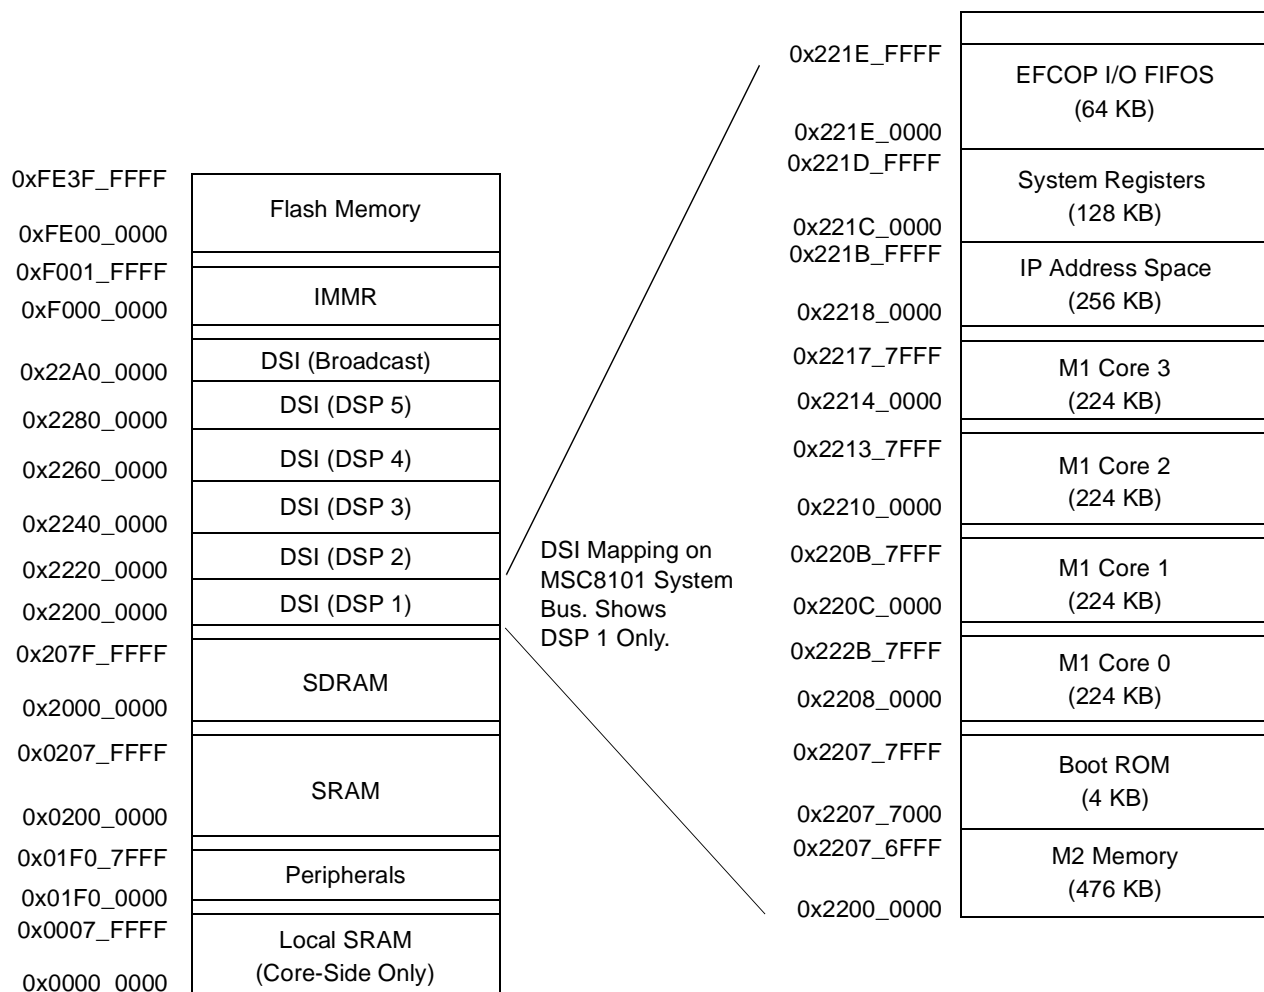 0xFE3F_FFFF
Flash Memory
0xFE00_0000
0xF001_FFFF
IMMR
0xF000_0000
DSI (Broadcast)
0x22A0_0000
DSI (DSP 5)
0x2280_0000
DSI (DSP 4)
0x2260_0000
DSI (DSP 3)
0x2240_0000
DSI (DSP 2)
0x2220_0000
DSI (DSP 1)
0x2200_0000
0x207F_FFFF
SDRAM
0x2000_0000
0x0207_FFFF
SRAM
0x0200_0000
0x01F0_7FFF
Peripherals
0x01F0_0000
0x0007_FFFF
Local SRAM
(Core-Side Only)
0x0000_0000
DSI Mapping on
MSC8101 System
Bus. Shows
DSP 1 Only.
0x221E_FFFF
EFCOP I/O FIFOS
(64 KB)
0x221E_0000
0x221D_FFFF
System Registers
(128 KB)
0x221C_0000
0x221B_FFFF
IP Address Space
(256 KB)
0x2218_0000
0x2217_7FFF
M1 Core 3
(224 KB)
0x2214_0000
0x2213_7FFF
M1 Core 2
(224 KB)
0x2210_0000
0x220B_7FFF
M1 Core 1
(224 KB)
0x220C_0000
0x222B_7FFF
M1 Core 0
(224 KB)
0x2208_0000
0x2207_7FFF
Boot ROM
(4 KB)
0x2207_7000
0x2207_6FFF
M2 Memory
(476 KB)
0x2200_0000